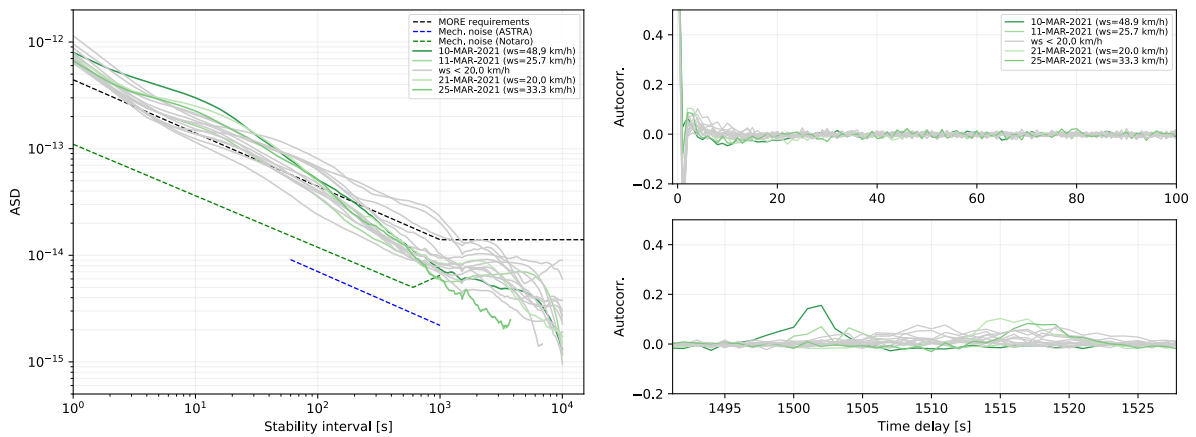 10⁻¹²
10⁻¹³
10⁻¹⁴
10⁻¹⁵
ASD
10⁰
10¹
10²
10³
10⁴
Stability interval [s]
MORE requirements
Mech. noise (ASTRA)
Mech. noise (Notaro)
10-MAR-2021 (ws=48,9 km/h)
11-MAR-2021 (ws=25.7 km/h)
ws < 20,0 km/h
21-MAR-2021 (ws=20,0 km/h)
25-MAR-2021 (ws=33.3 km/h)
0.4
0.2
0.0
−0.2
Autocorr.
0
20
40
60
80
100
10-MAR-2021 (ws=48.9 km/h)
11-MAR-2021 (ws=25.7 km/h)
ws < 20.0 km/h
21-MAR-2021 (ws=20.0 km/h)
25-MAR-2021 (ws=33.3 km/h)
0.4
0.2
0.0
−0.2
Autocorr.
1495
1500
1505
1510
1515
1520
1525
Time delay [s]